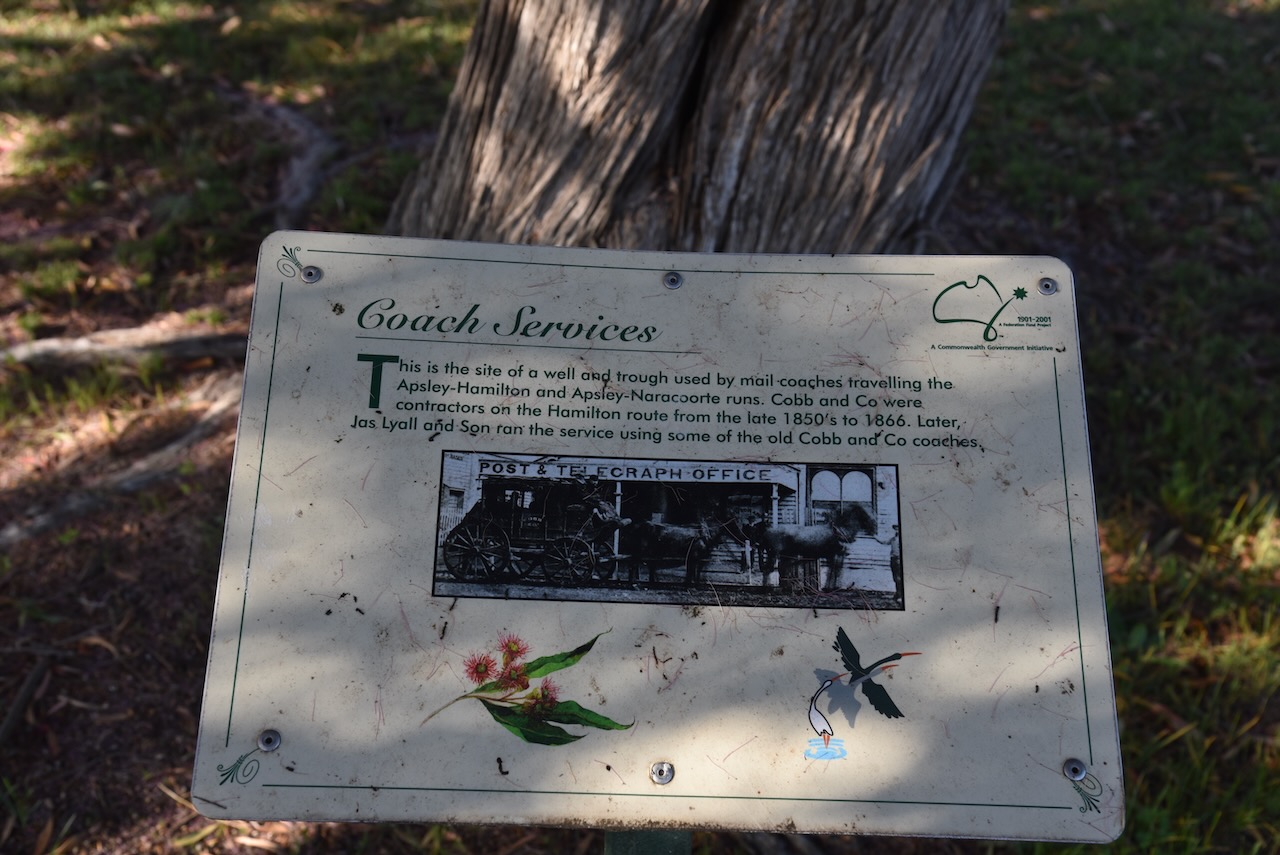 Coach Services
1901-2001
A Federation Fund Project
A Commonwealth Government Initiative
This is the site of a well and trough used by mail coaches travelling the
Apsley-Hamilton and Apsley-Naracoorte runs. Cobb and Co were
contractors on the Hamilton route from the late 1850's to 1866. Later,
Jas Lyall and Son ran the service using some of the old Cobb and Co coaches.
POST & TELEGRAPH OFFICE